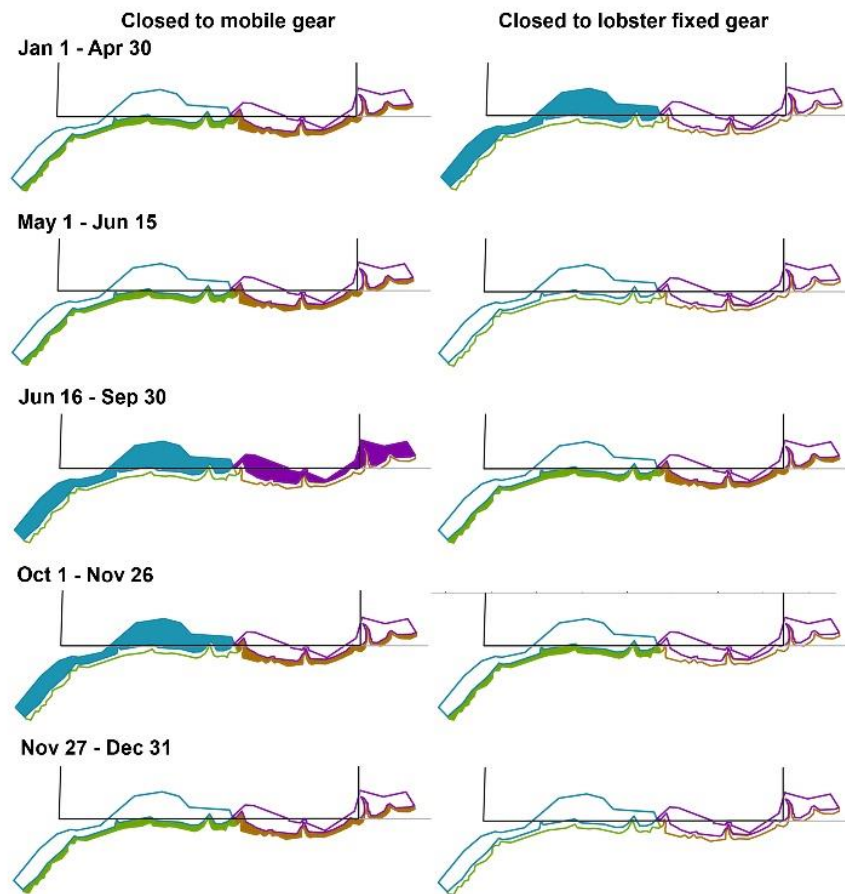 Closed to mobile gear
Closed to lobster fixed gear
Jan 1 - Apr 30
May 1 - Jun 15
Jun 16 - Sep 30
Oct 1 - Nov 26
Nov 27 - Dec 31